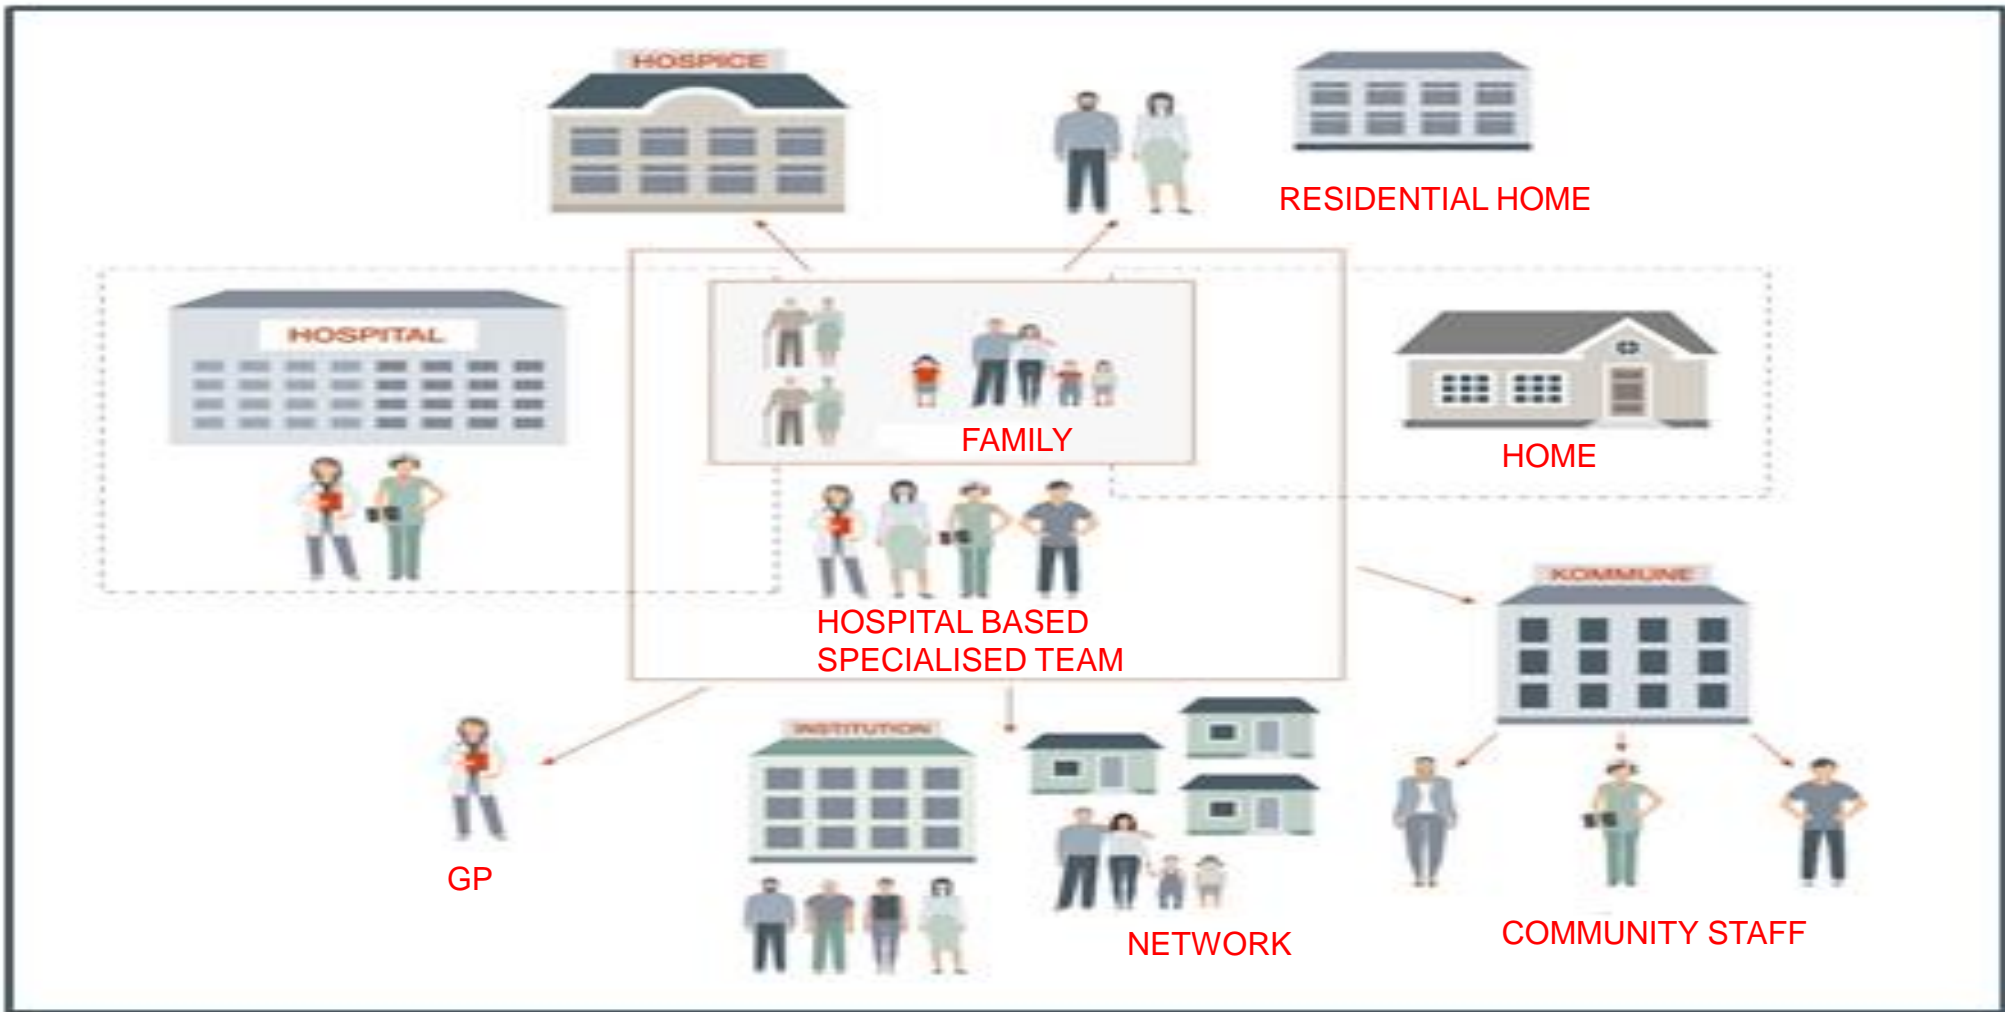 HOSPICE
RESIDENTIAL HOME
HOSPITAL
FAMILY
HOME
KOMMUNE
HOSPITAL BASED
SPECIALISED TEAM
INSTITUTION
GP
NETWORK
COMMUNITY STAFF